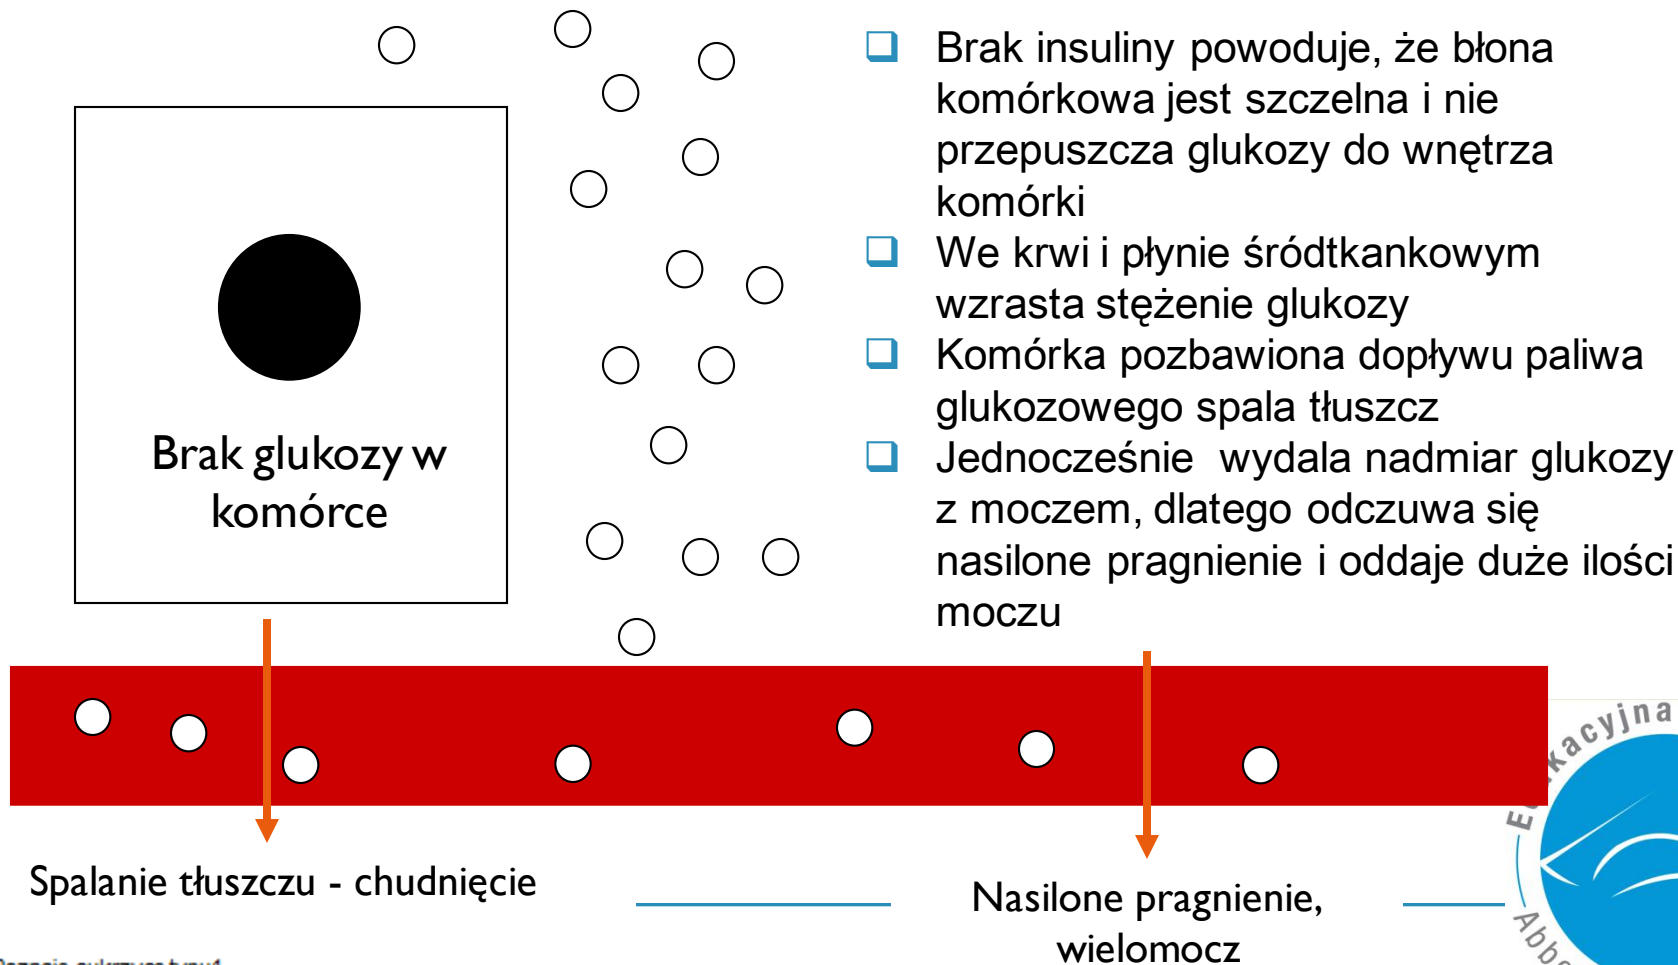 Brak insuliny powoduje, że błona
komórkowa jest szczelna i nie
przepuszcza glukozy do wnętrza
komórki
We krwi i płynie śródtkankowym
wzrasta stężenie glukozy
Komórka pozbawiona dopływu paliwa
glukozowego spala tłuszcz
Jednocześnie wydala nadmiar glukozy
z moczem, dlatego odczuwa się
nasilone pragnienie i oddaje duże ilości
moczu
Brak glukozy w
komórce
Spalanie tłuszczu - chudnięcie
Nasilone pragnienie,
wielomocz